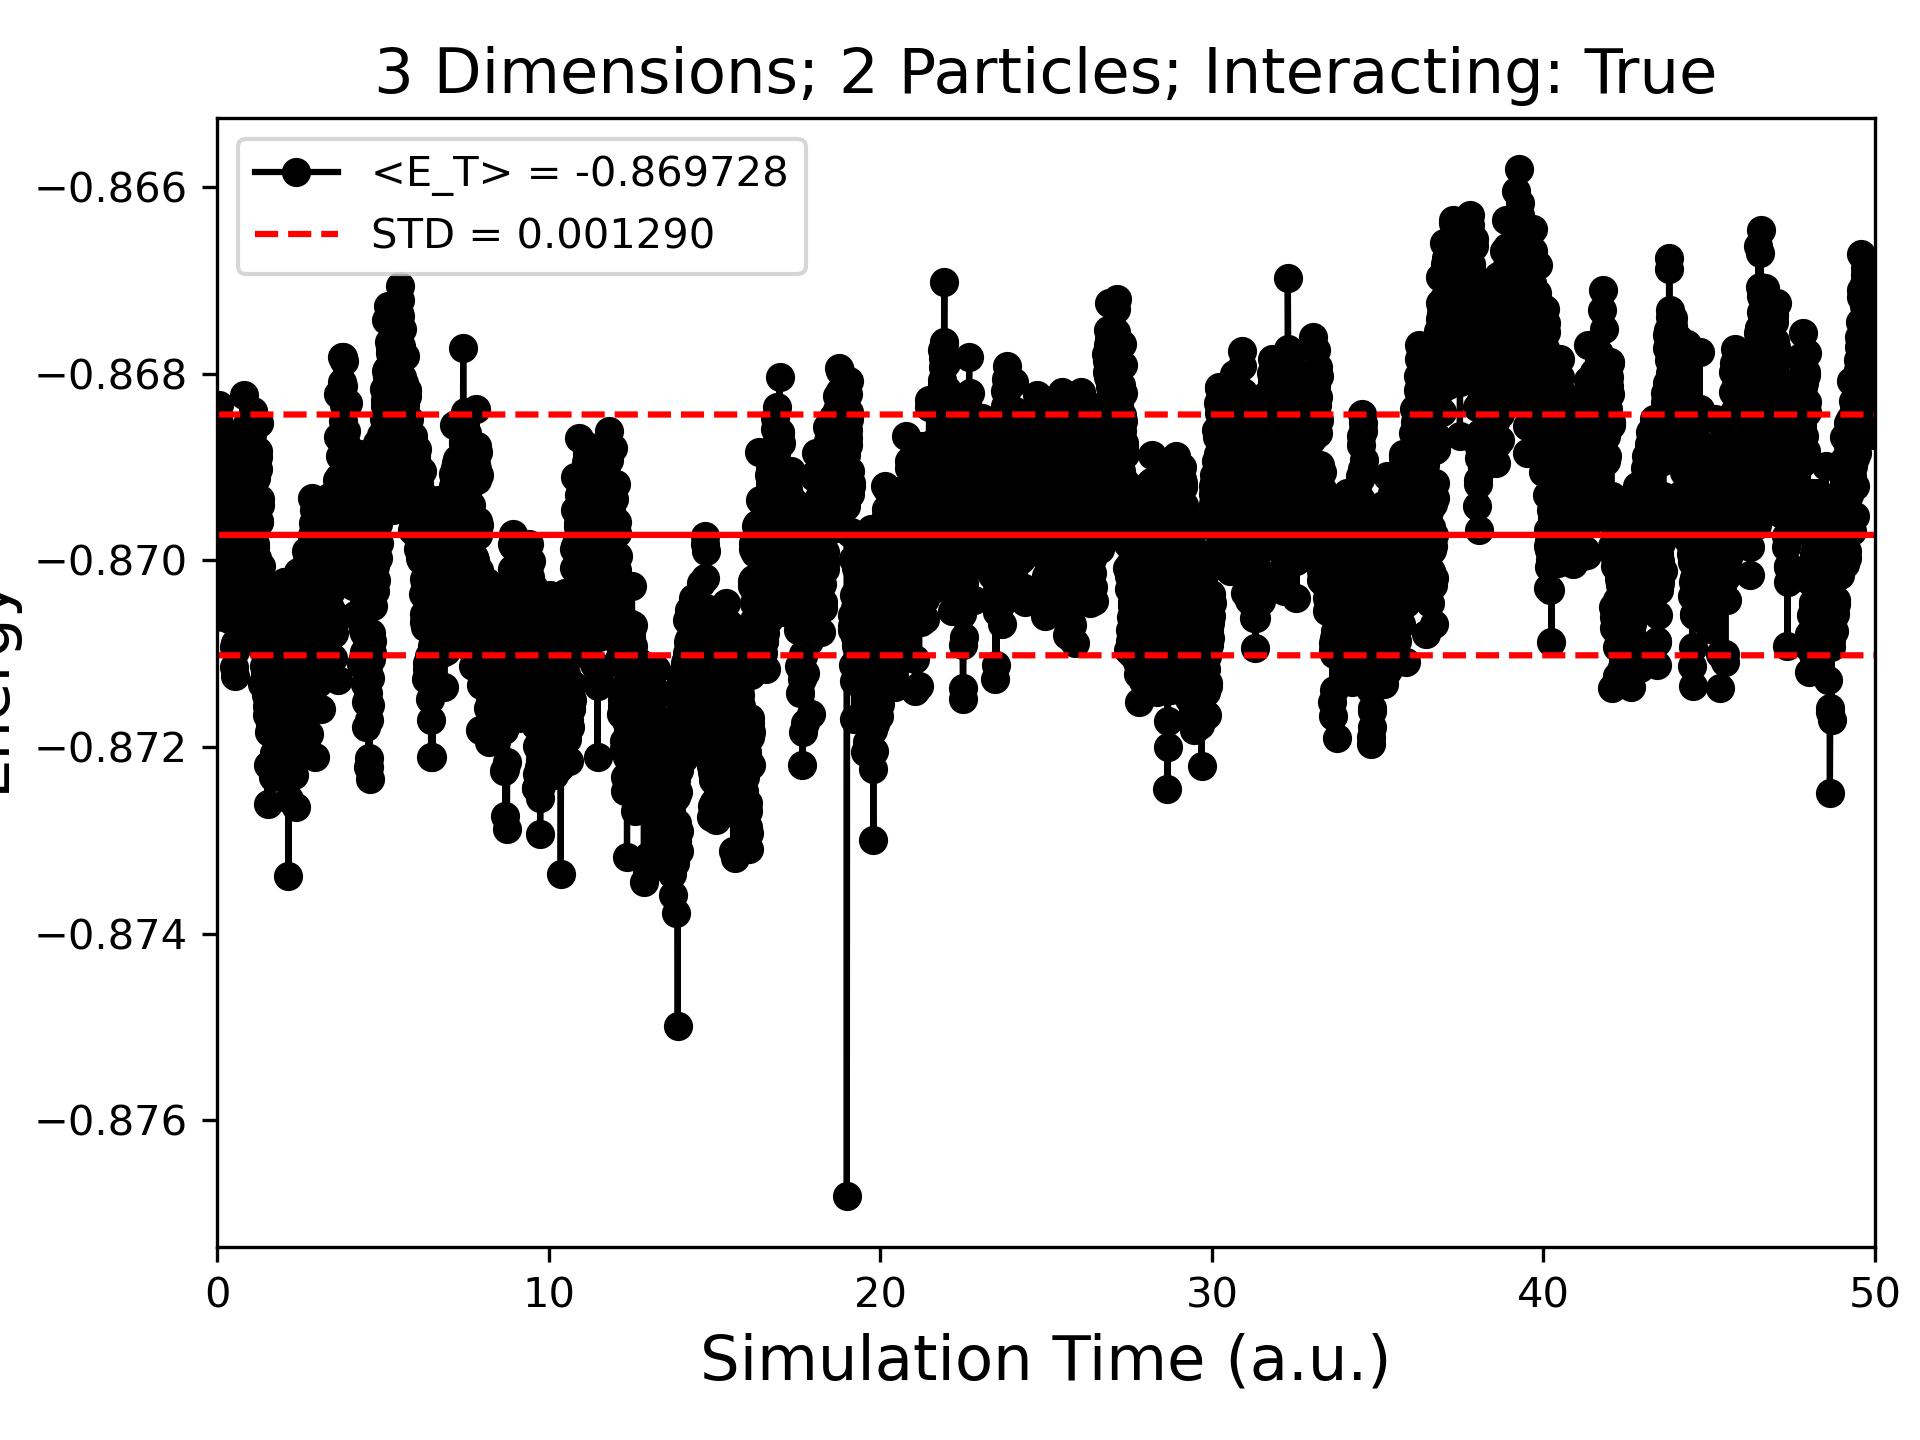 3 Dimensions; 2 Particles; Interacting: True
<E_T> = -0.869728
STD = 0.001290
−0.866
−0.868
−0.870
−0.872
−0.874
−0.876
Energy
0 10 20 30 40 50
Simulation Time (a.u.)